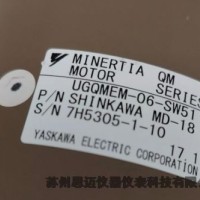 MINERTIA QM
MOTOR SERIES
UGQMEM-06-SW51
P/N SHINKAWA MD-18
S/N 7H5305-1-10
17.1
YASKAWA ELECTRIC CORPORATION
苏州恩迈仪器仪表科技有限公司